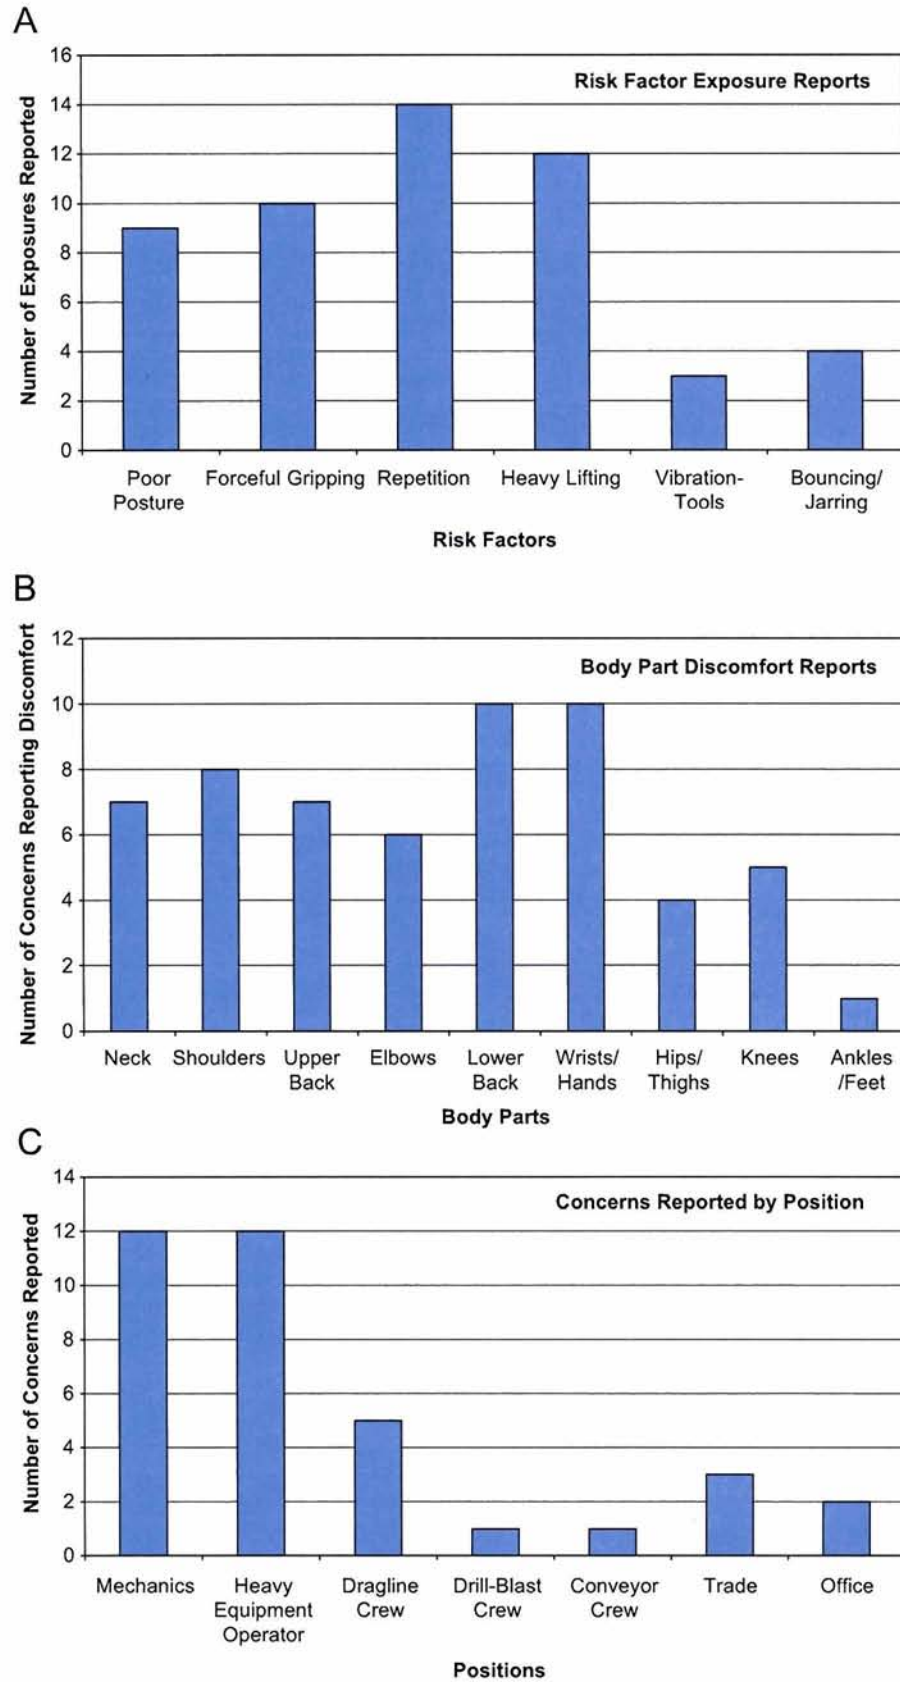 A
Risk Factor Exposure Reports
Number of Exposures Reported
16
14
12
10
8
6
4
2
0
Poor Posture
Forceful Gripping
Repetition
Heavy Lifting
Vibration-
Tools
Bouncing/
Jarring
Risk Factors
B
Body Part Discomfort Reports
Number of Concerns Reporting Discomfort
12
10
8
6
4
2
0
Neck
Shoulders
Upper
Back
Elbows
Lower
Back
Wrists/
Hands
Hips/
Thighs
Knees
Ankles
/Feet
Body Parts
C
Concerns Reported by Position
Number of Concerns Reported
14
12
10
8
6
4
2
0
Mechanics
Heavy
Equipment
Operator
Dragline
Crew
Drill-Blast
Crew
Conveyor
Crew
Trade
Office
Positions